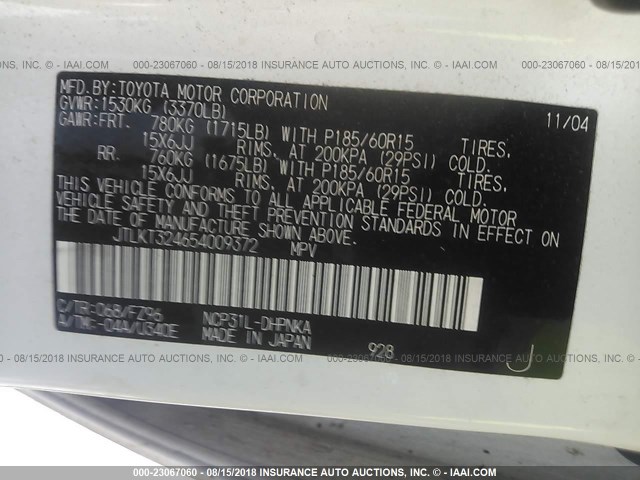 000-23067060 - 08/15/2018 - INSURANCE AUTO AUCTIONS, INC. - © IAAI.COM
MFD.BY:TOYOTA MOTOR CORPORATION 11/04
GVWR:1530KG (3370LB)
GAWR:FRT. 780KG (1715LB) WITH P185/60R15 TIRES,
15X6JJ RIMS, AT 200KPA (29PSI) COLD.
RR. 760KG (1675LB) WITH P185/60R15 TIRES,
15X6JJ RIMS, AT 200KPA (29PSI) COLD.
THIS VEHICLE CONFORMS TO ALL APPLICABLE FEDERAL MOTOR
VEHICLE SAFETY AND THEFT PREVENTION STANDARDS IN EFFECT ON
THE DATE OF MANUFACTURE SHOWN ABOVE.
JTLKT324654009372 MPV
000-23067060 - 08/15/2018 - INSURANCE AUTO AUCTIONS, INC. - © IAAI.COM
C/TR:068/FZ96 NCP31L-DHPNKA
A/TM:-04A/U340E MADE IN JAPAN 928 J
000-23067060 - 08/15/2018 - INSURANCE AUTO AUCTIONS, INC. - © IAAI.COM
000-23067060 - 08/15/2018 - INSURANCE AUTO AUCTIONS, INC. - © IAAI.COM